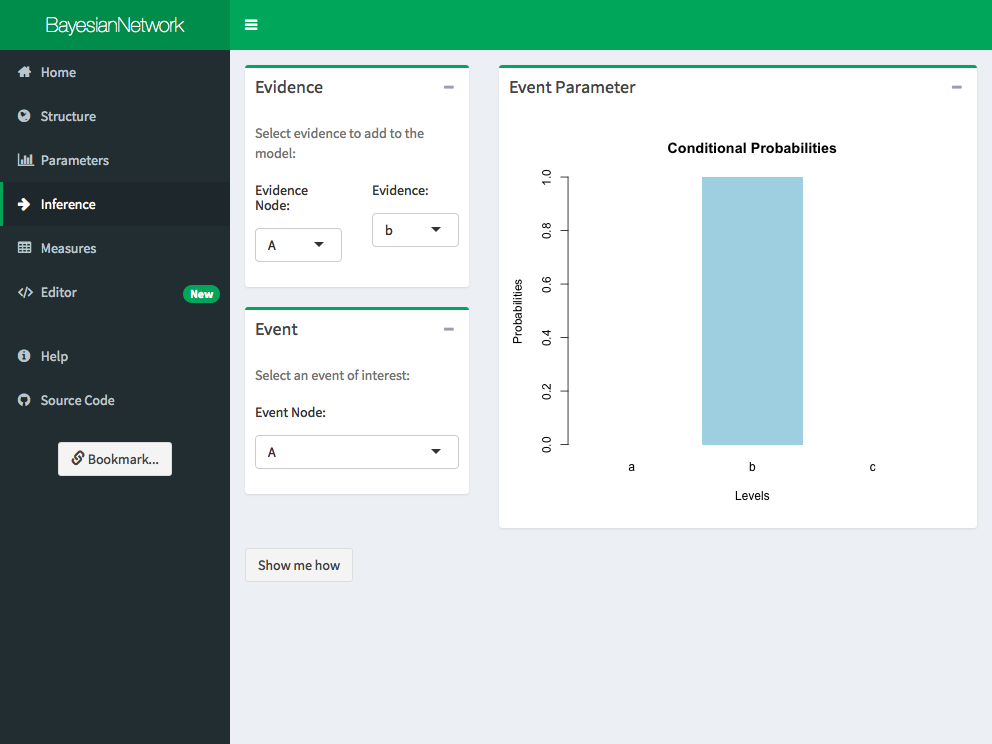 BayesianNetwork
Home
Structure
Parameters
Inference
Measures
Editor New
Help
Source Code
Bookmark...
Evidence
Select evidence to add to the
model:
Evidence
Node:
A
Evidence:
b
Event
Select an event of interest:
Event Node:
A
Show me how
Event Parameter
Conditional Probabilities
Probabilities
1.0
0.8
0.6
0.4
0.2
0.0
a b c
Levels